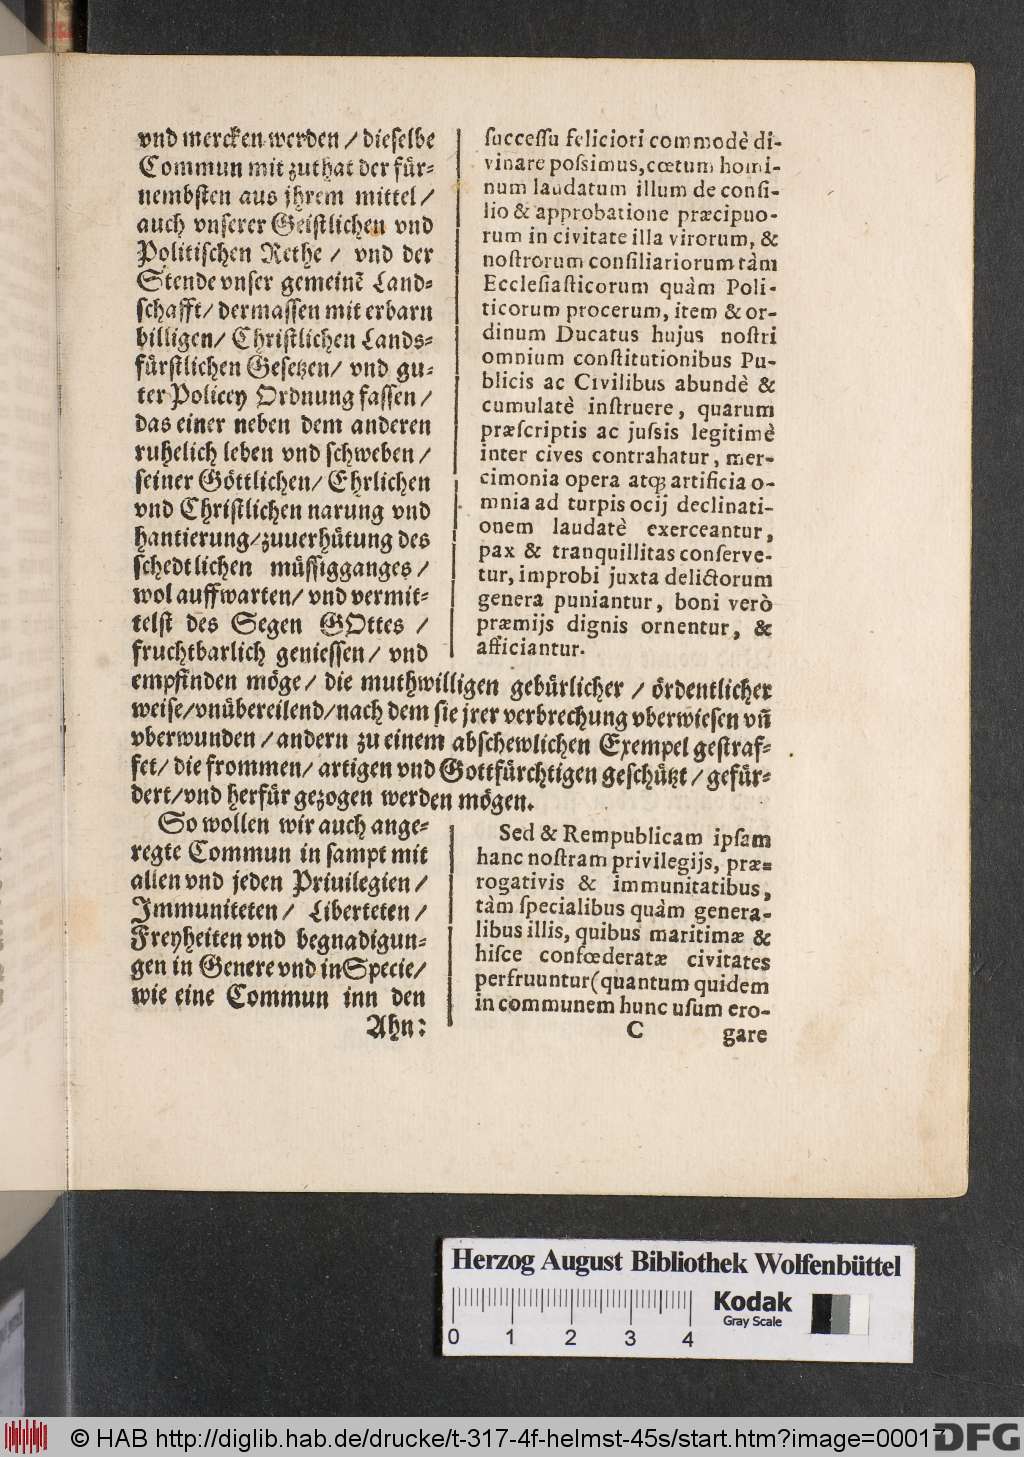 vnd mercken werden / dieselbe
Commun mit zuthat der für-
nembsten aus jhrem mittel /
auch vnserer Geistlichen vnd
Politischen Rethe / vnd der
Stende vnser gemeinē Land-
schafft / dermassen mit erbarn
billigen / Christlichen Lands-
fürstlichen Gesetzen / vnd gu-
ter Policey Ordnung fassen /
das einer neben dem anderen
ruhelich leben vnd schweben /
seiner Göttlichen / Ehrlichen
vnd Christlichen narung vnd
hantierung / zuuerhütung des
schedtlichen müssigganges /
wol auffwarten / vnd vermit-
telst des Segen GOttes /
fruchtbarlich geniessen / vnd
empfinden möge / die muthwilligen gebürlicher / ördentlicher
weise / vnübereilend / nach dem sie jrer verbrechung vberwiesen vñ
vberwunden / andern zu einem abschewlichen Exempel gestraf-
fet / die frommen / artigen vnd Gottfürchtigen geschützt / gefür-
dert / vnd herfür gezogen werden mögen.
So wollen wir auch ange-
regte Commun in sampt mit
allen vnd jeden Priuilegien /
Immuniteten / Liberteten /
Freyheiten vnd begnadigun-
gen in Genere vnd in Specie /
wie eine Commun inn den
Ahn:
successu feliciori commodè di-
vinare possimus, cœtum homi-
num laudatum illum de consi-
lio & approbatione præcipuo-
rum in civitate illa virorum, &
nostrorum consiliariorum tàm
Ecclesiasticorum quàm Poli-
ticorum procerum, item & or-
dinum Ducatus hujus nostri
omnium constitutionibus Pu-
blicis ac Civilibus abundè &
cumulatè instruere, quarum
præscriptis ac jussis legitimè
inter cives contrahatur, mer-
cimonia opera atq; artificia o-
mnia ad turpis ocij declinati-
onem laudatè exerceantur,
pax & tranquillitas conserve-
tur, improbi juxta delictorum
genera puniantur, boni verò
præmijs dignis ornentur, &
afficiantur.
Sed & Rempublicam ipsam
hanc nostram privilegijs, præ-
rogativis & immunitatibus,
tàm specialibus quàm genera-
libus illis, quibus maritimæ &
hisce confœderatæ civitates
perfruuntur (quantum quidem
in communem hunc usum ero-
C gare
Herzog August Bibliothek Wolfenbüttel
0 1 2 3 4
Kodak
Gray Scale
© HAB http://diglib.hab.de/drucke/t-317-4f-helmst-45s/start.htm?image=00017
DFG